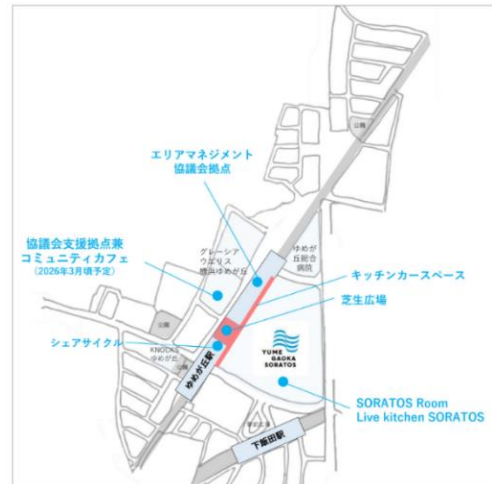 公園
エリアマネジメント
協議会拠点
協議会支援拠点兼
コミュニティカフェ
(2026年3月頃予定)
グレーシア
ウエリス
横浜ゆめが丘
ゆめが
丘総合
病院
キッチンカースペース
芝生広場
公園
シェアサイクル
KNOCKS
ゆめが丘
公園
ゆめが丘駅
YUME
GAOKA
SORATOS
SORATOS Room
Live kitchen SORATOS
下飯田駅